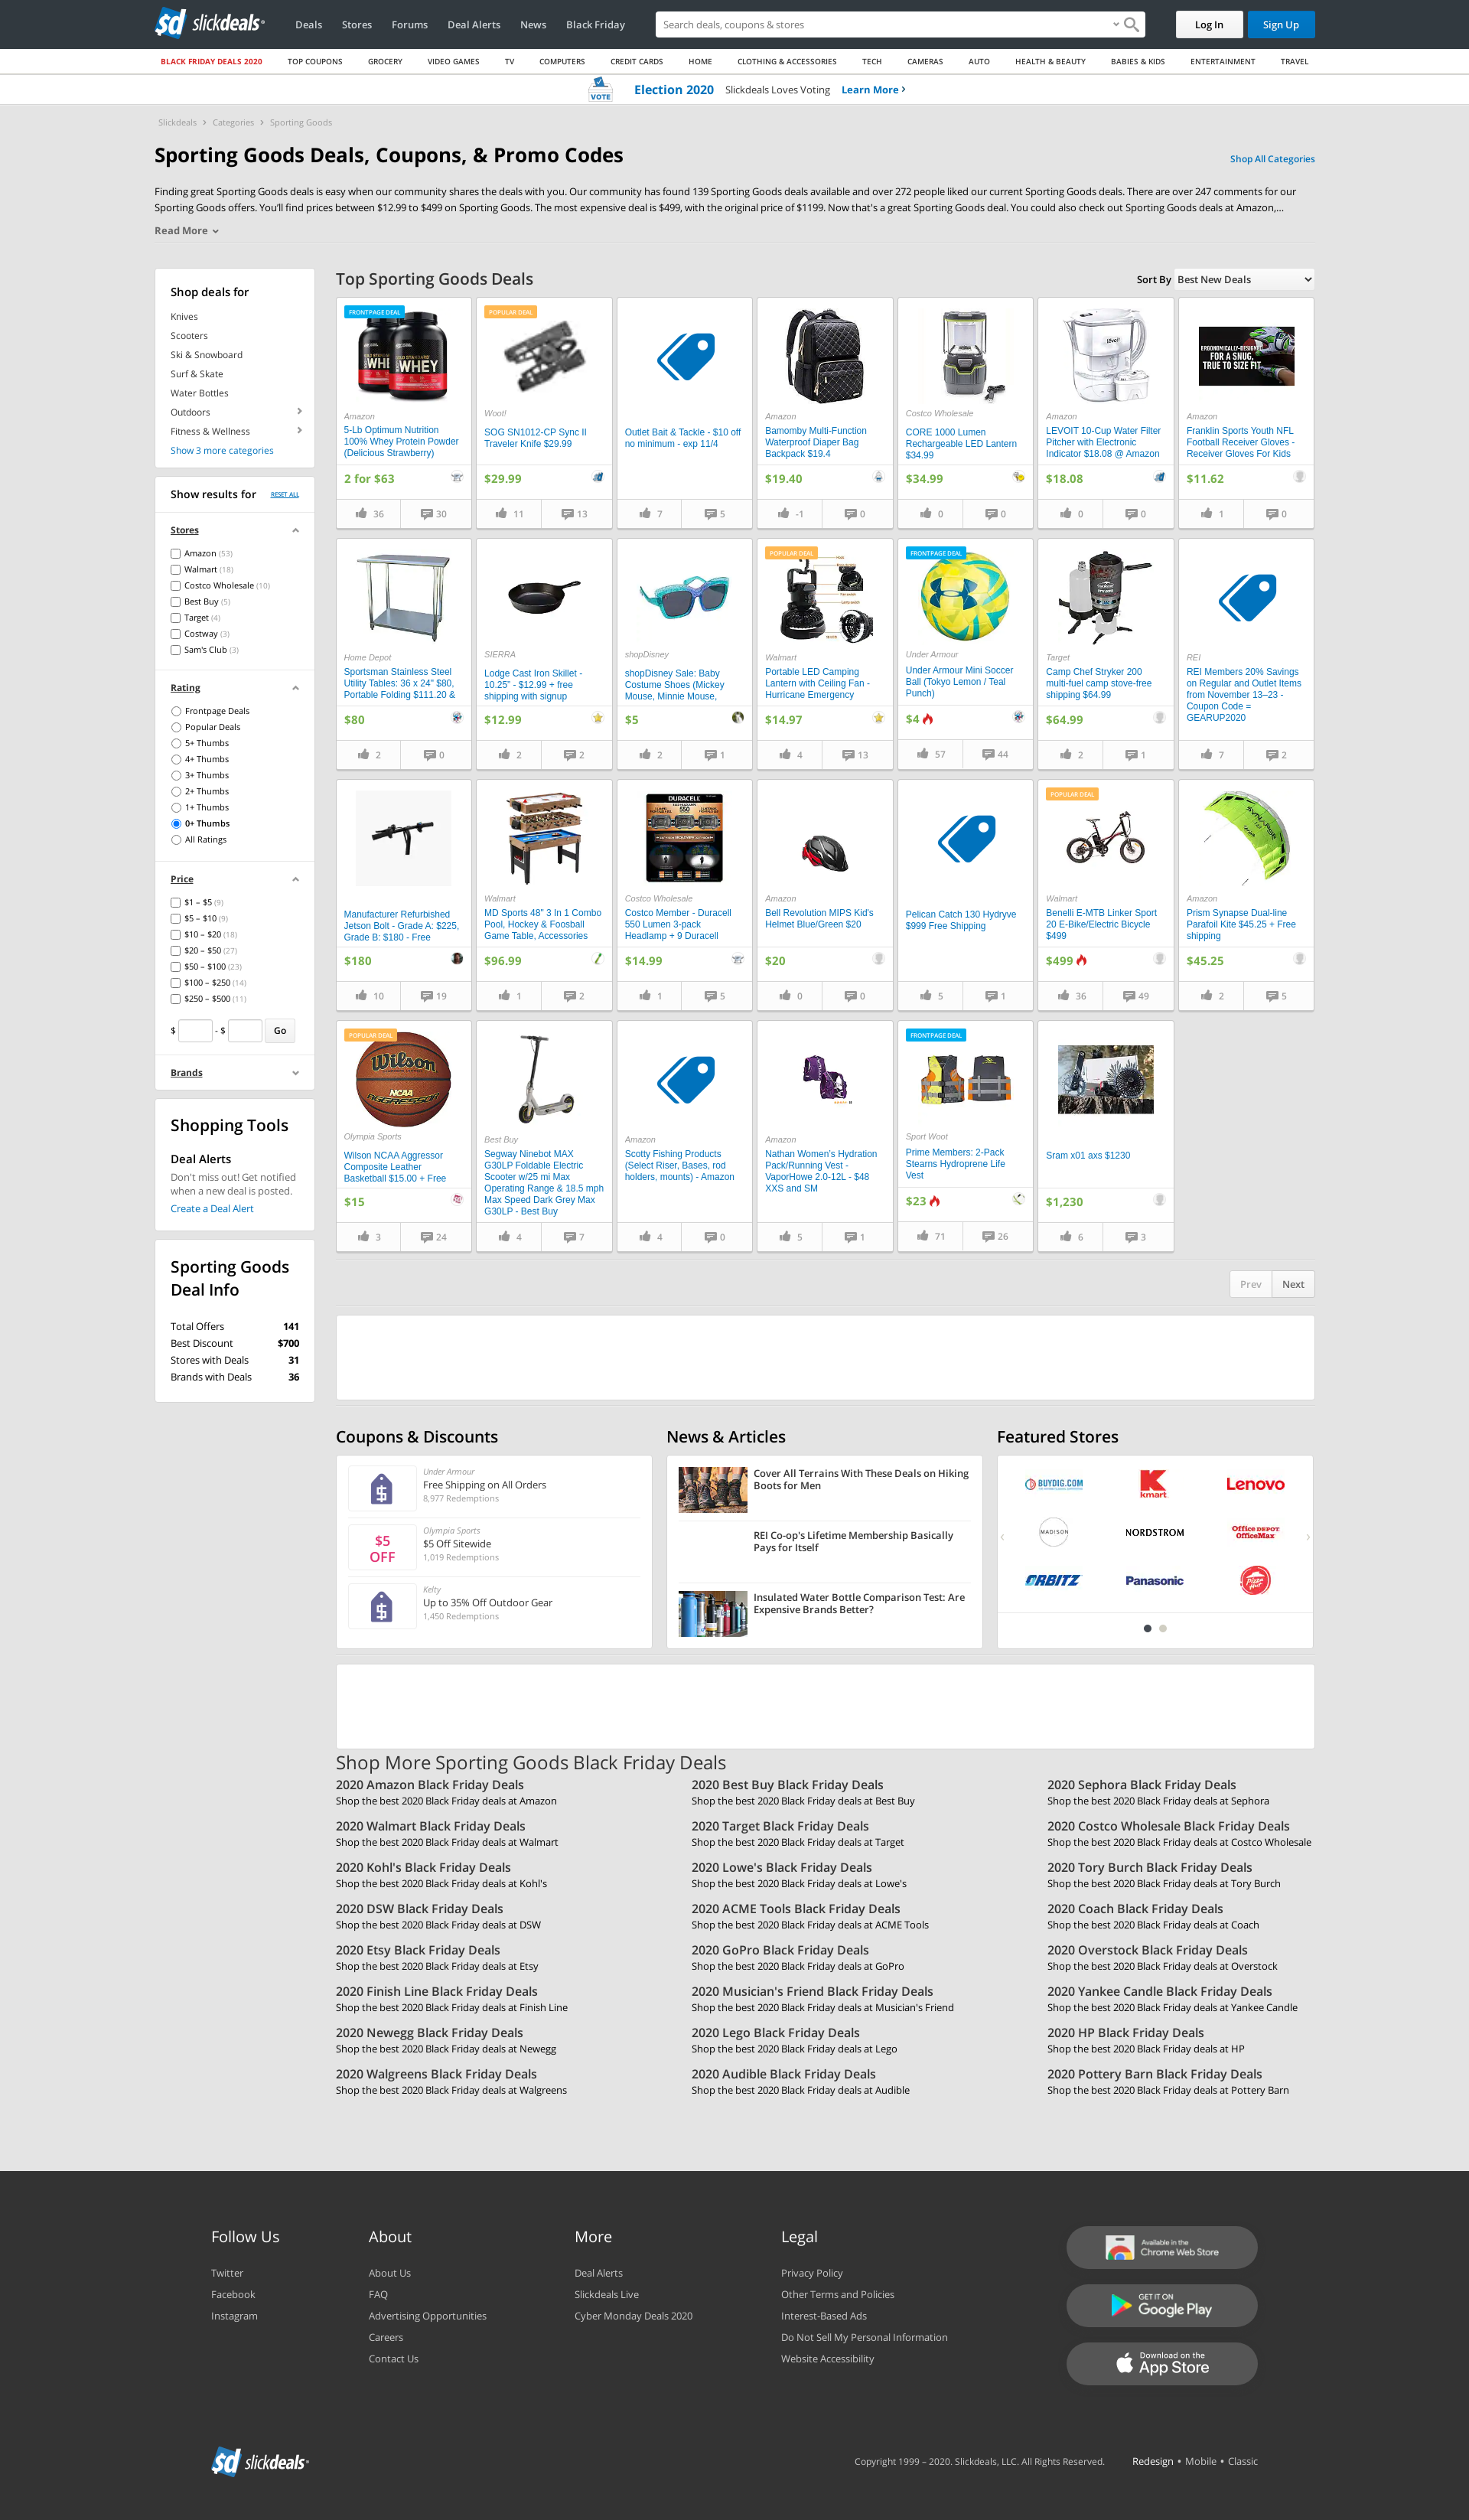 slickdeals
Deals
Stores
Forums
Deal Alerts
News
Black Friday
Search deals, coupons & stores
Log In
Sign Up
BLACK FRIDAY DEALS 2020
TOP COUPONS
GROCERY
VIDEO GAMES
TV
COMPUTERS
CREDIT CARDS
HOME
CLOTHING & ACCESSORIES
TECH
CAMERAS
AUTO
HEALTH & BEAUTY
BABIES & KIDS
ENTERTAINMENT
TRAVEL
VOTE
Election 2020 Slickdeals Loves Voting Learn More ›
Slickdeals › Categories › Sporting Goods
Sporting Goods Deals, Coupons, & Promo Codes
Shop All Categories
Finding great Sporting Goods deals is easy when our community shares the deals with you. Our community has found 139 Sporting Goods deals available and over 272 people liked our current Sporting Goods deals. There are over 247 comments for our
Sporting Goods offers. You'll find prices between $12.99 to $499 on Sporting Goods. The most expensive deal is $499, with the original price of $1199. Now that's a great Sporting Goods deal. You could also check out Sporting Goods deals at Amazon,...
Read More
Shop deals for
Knives
Scooters
Ski & Snowboard
Surf & Skate
Water Bottles
Outdoors
Fitness & Wellness
Show 3 more categories
Show results for
RESET ALL
Stores
Amazon (53)
Walmart (18)
Costco Wholesale (10)
Best Buy (5)
Target (4)
Costway (3)
Sam's Club (3)
Rating
Frontpage Deals
Popular Deals
5+ Thumbs
4+ Thumbs
3+ Thumbs
2+ Thumbs
1+ Thumbs
0+ Thumbs
All Ratings
Price
$1 – $5 (9)
$5 – $10 (9)
$10 – $20 (18)
$20 – $50 (27)
$50 – $100 (23)
$100 – $250 (14)
$250 – $500 (11)
$ - $ Go
Brands
Shopping Tools
Deal Alerts
Don't miss out! Get notified
when a new deal is posted.
Create a Deal Alert
Sporting Goods
Deal Info
Total Offers 141
Best Discount $700
Stores with Deals 31
Brands with Deals 36
Top Sporting Goods Deals
Sort By Best New Deals
FRONTPAGE DEAL
WHEY
WHEY
Amazon
5-Lb Optimum Nutrition
100% Whey Protein Powder
(Delicious Strawberry)
2 for $63
36
30
POPULAR DEAL
Woot!
SOG SN1012-CP Sync II
Traveler Knife $29.99
$29.99
11
13
Outlet Bait & Tackle - $10 off
no minimum - exp 11/4
7
5
Amazon
Bamomby Multi-Function
Waterproof Diaper Bag
Backpack $19.4
$19.40
-1
0
Costco Wholesale
CORE 1000 Lumen
Rechargeable LED Lantern
$34.99
$34.99
0
0
levoit
Amazon
LEVOIT 10-Cup Water Filter
Pitcher with Electronic
Indicator $18.08 @ Amazon
$18.08
0
0
ERGONOMICALLY-DESIGNED
FOR A SNUG,
TRUE TO SIZE FIT
Amazon
Franklin Sports Youth NFL
Football Receiver Gloves -
Receiver Gloves For Kids
$11.62
1
0
Home Depot
Sportsman Stainless Steel
Utility Tables: 36 x 24" $80,
Portable Folding $111.20 &
$80
2
0
SIERRA
Lodge Cast Iron Skillet -
10.25" - $12.99 + free
shipping with signup
$12.99
2
2
shopDisney
shopDisney Sale: Baby
Costume Shoes (Mickey
Mouse, Minnie Mouse,
$5
2
1
POPULAR DEAL
Walmart
Portable LED Camping
Lantern with Ceiling Fan -
Hurricane Emergency
$14.97
4
13
FRONTPAGE DEAL
Under Armour
Under Armour Mini Soccer
Ball (Tokyo Lemon / Teal
Punch)
$4
57
44
Target
Camp Chef Stryker 200
multi-fuel camp stove-free
shipping $64.99
$64.99
2
1
REI
REI Members 20% Savings
on Regular and Outlet Items
from November 13–23 -
Coupon Code =
GEARUP2020
7
2
Manufacturer Refurbished
Jetson Bolt - Grade A: $225,
Grade B: $180 - Free
$180
10
19
Walmart
MD Sports 48" 3 In 1 Combo
Pool, Hockey & Foosball
Game Table, Accessories
$96.99
1
2
DURACELL
550
Costco Wholesale
Costco Member - Duracell
550 Lumen 3-pack
Headlamp + 9 Duracell
$14.99
1
5
Amazon
Bell Revolution MIPS Kid's
Helmet Blue/Green $20
$20
0
0
Pelican Catch 130 Hydryve
$999 Free Shipping
5
1
POPULAR DEAL
Walmart
Benelli E-MTB Linker Sport
20 E-Bike/Electric Bicycle
$499
$499
36
49
Amazon
Prism Synapse Dual-line
Parafoil Kite $45.25 + Free
shipping
$45.25
2
5
POPULAR DEAL
Wilson
NCAA
AGGRESSOR
Olympia Sports
Wilson NCAA Aggressor
Composite Leather
Basketball $15.00 + Free
$15
3
24
Best Buy
Segway Ninebot MAX
G30LP Foldable Electric
Scooter w/25 mi Max
Operating Range & 18.5 mph
Max Speed Dark Grey Max
G30LP - Best Buy
4
7
Amazon
Scotty Fishing Products
(Select Riser, Bases, rod
holders, mounts) - Amazon
4
0
Amazon
Nathan Women's Hydration
Pack/Running Vest -
VaporHowe 2.0-12L - $48
XXS and SM
5
1
FRONTPAGE DEAL
Sport Woot
Prime Members: 2-Pack
Stearns Hydroprene Life
Vest
$23
71
26
Sram x01 axs $1230
$1,230
6
3
Prev
Next
Coupons & Discounts
Under Armour
Free Shipping on All Orders
8,977 Redemptions
$5
OFF
Olympia Sports
$5 Off Sitewide
1,019 Redemptions
Kelty
Up to 35% Off Outdoor Gear
1,450 Redemptions
News & Articles
Cover All Terrains With These Deals on Hiking
Boots for Men
REI Co-op's Lifetime Membership Basically
Pays for Itself
Insulated Water Bottle Comparison Test: Are
Expensive Brands Better?
Featured Stores
BUYDIG.COM
kmart
Lenovo
MADISON
NORDSTROM
Office DEPOT
OfficeMax
ORBITZ
Panasonic
Pizza Hut
Shop More Sporting Goods Black Friday Deals
2020 Amazon Black Friday Deals
Shop the best 2020 Black Friday deals at Amazon
2020 Best Buy Black Friday Deals
Shop the best 2020 Black Friday deals at Best Buy
2020 Sephora Black Friday Deals
Shop the best 2020 Black Friday deals at Sephora
2020 Walmart Black Friday Deals
Shop the best 2020 Black Friday deals at Walmart
2020 Target Black Friday Deals
Shop the best 2020 Black Friday deals at Target
2020 Costco Wholesale Black Friday Deals
Shop the best 2020 Black Friday deals at Costco Wholesale
2020 Kohl's Black Friday Deals
Shop the best 2020 Black Friday deals at Kohl's
2020 Lowe's Black Friday Deals
Shop the best 2020 Black Friday deals at Lowe's
2020 Tory Burch Black Friday Deals
Shop the best 2020 Black Friday deals at Tory Burch
2020 DSW Black Friday Deals
Shop the best 2020 Black Friday deals at DSW
2020 ACME Tools Black Friday Deals
Shop the best 2020 Black Friday deals at ACME Tools
2020 Coach Black Friday Deals
Shop the best 2020 Black Friday deals at Coach
2020 Etsy Black Friday Deals
Shop the best 2020 Black Friday deals at Etsy
2020 GoPro Black Friday Deals
Shop the best 2020 Black Friday deals at GoPro
2020 Overstock Black Friday Deals
Shop the best 2020 Black Friday deals at Overstock
2020 Finish Line Black Friday Deals
Shop the best 2020 Black Friday deals at Finish Line
2020 Musician's Friend Black Friday Deals
Shop the best 2020 Black Friday deals at Musician's Friend
2020 Yankee Candle Black Friday Deals
Shop the best 2020 Black Friday deals at Yankee Candle
2020 Newegg Black Friday Deals
Shop the best 2020 Black Friday deals at Newegg
2020 Lego Black Friday Deals
Shop the best 2020 Black Friday deals at Lego
2020 HP Black Friday Deals
Shop the best 2020 Black Friday deals at HP
2020 Walgreens Black Friday Deals
Shop the best 2020 Black Friday deals at Walgreens
2020 Audible Black Friday Deals
Shop the best 2020 Black Friday deals at Audible
2020 Pottery Barn Black Friday Deals
Shop the best 2020 Black Friday deals at Pottery Barn
Follow Us
Twitter
Facebook
Instagram
About
About Us
FAQ
Advertising Opportunities
Careers
Contact Us
More
Deal Alerts
Slickdeals Live
Cyber Monday Deals 2020
Legal
Privacy Policy
Other Terms and Policies
Interest-Based Ads
Do Not Sell My Personal Information
Website Accessibility
Available in the
Chrome Web Store
GET IT ON
Google Play
Download on the
App Store
slickdeals
Copyright 1999 – 2020. Slickdeals, LLC. All Rights Reserved.
Redesign • Mobile • Classic